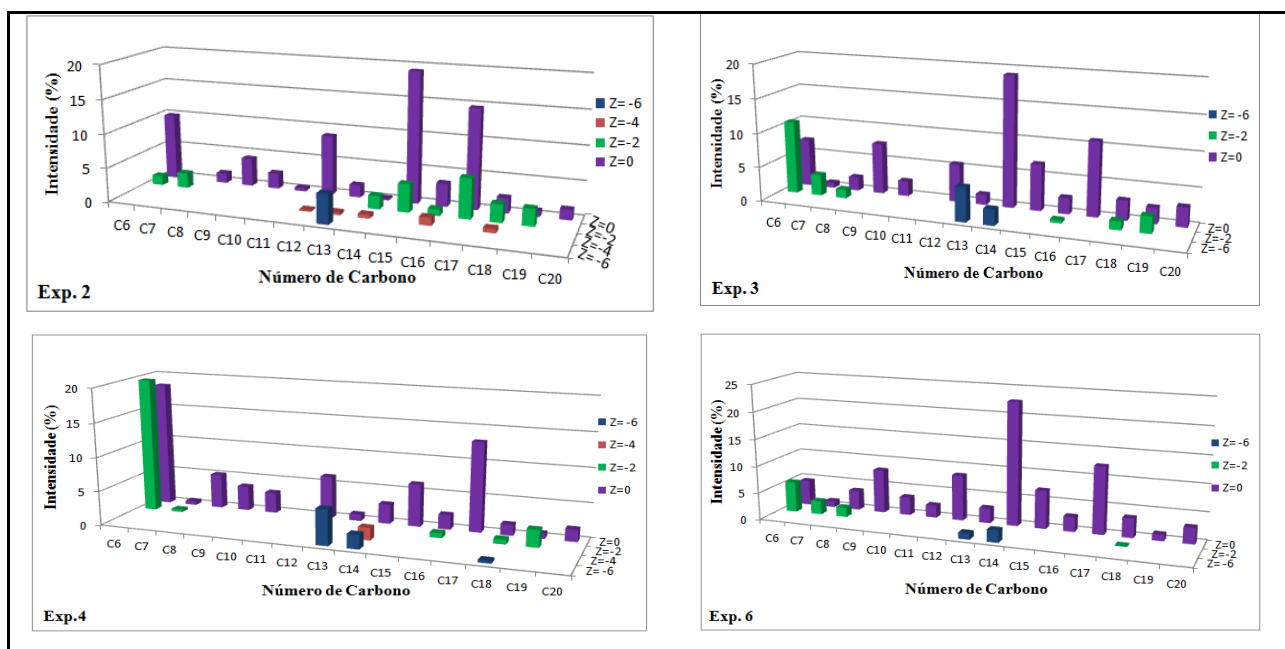 20
15
10
5
0
Intensidade (%)
C6 C7 C8 C9 C10 C11 C12 C13 C14 C15 C16 C17 C18 C19 C20
Número de Carbono
Z= -6
Z= -4
Z= -2
Z=0
Z=0
Z=-2
Z=-4
Z= -6
Exp. 2
20
15
10
5
0
Intensidade (%)
C6 C7 C8 C9 C10 C11 C12 C13 C14 C15 C16 C17 C18 C19 C20
Número de Carbono
Z= -6
Z=-2
Z=0
Z=0
Z=-2
Z=-6
Exp. 3
20
15
10
5
0
Intensidade (%)
C6 C7 C8 C9 C10 C11 C12 C13 C14 C15 C16 C17 C18 C19 C20
Número de Carbono
Z= -6
Z=-4
Z=-2
Z=0
Z=0
Z=-2
Z=-4
Z=-6
Exp.4
25
20
15
10
5
0
Intensidade (%)
C6 C7 C8 C9 C10 C11 C12 C13 C14 C15 C16 C17 C18 C19 C20
Número de Carbono
Z= -6
Z=-2
Z=0
Z=0
Z=-2
Z=-6
Exp. 6